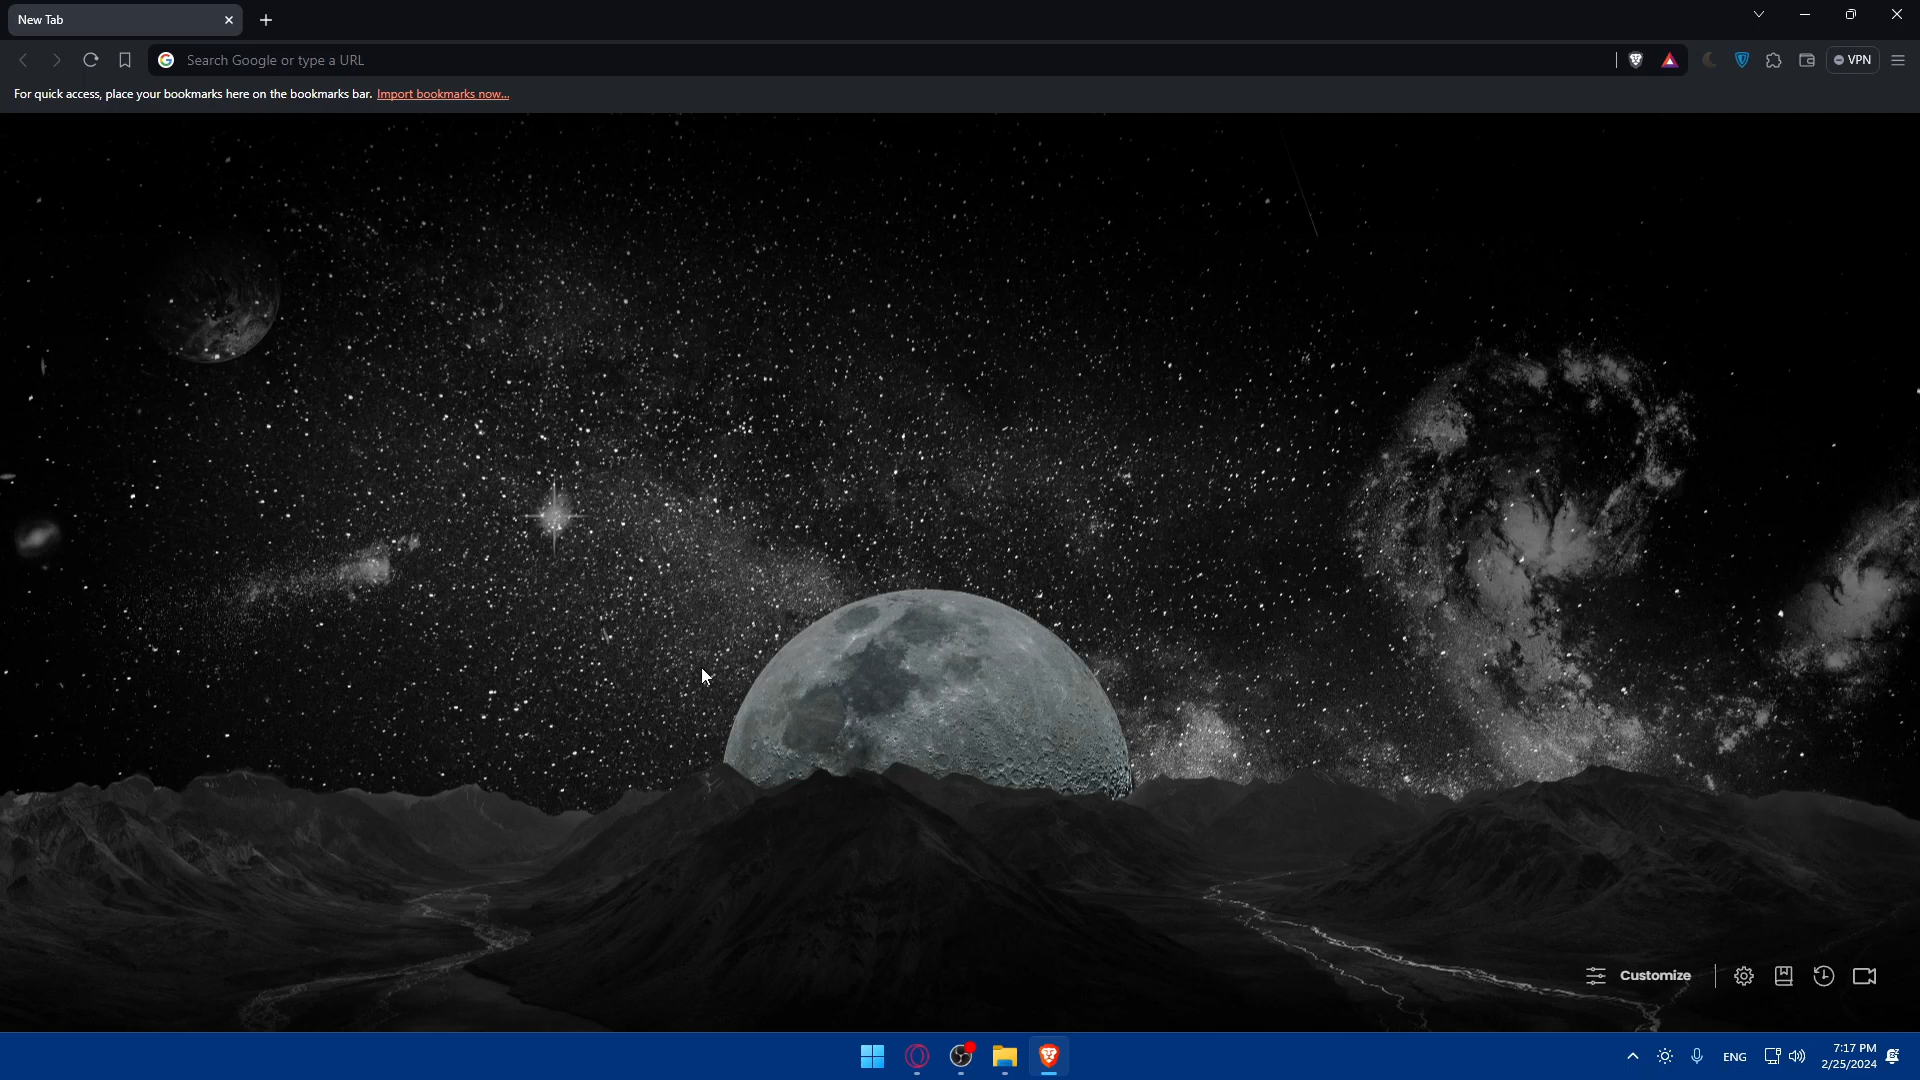 New Tab
Search Google or type a URL
VPN
For quick access, place your bookmarks here on the bookmarks bar. Import bookmarks now...
Customize
ENG
7:17 PM
2/25/2024